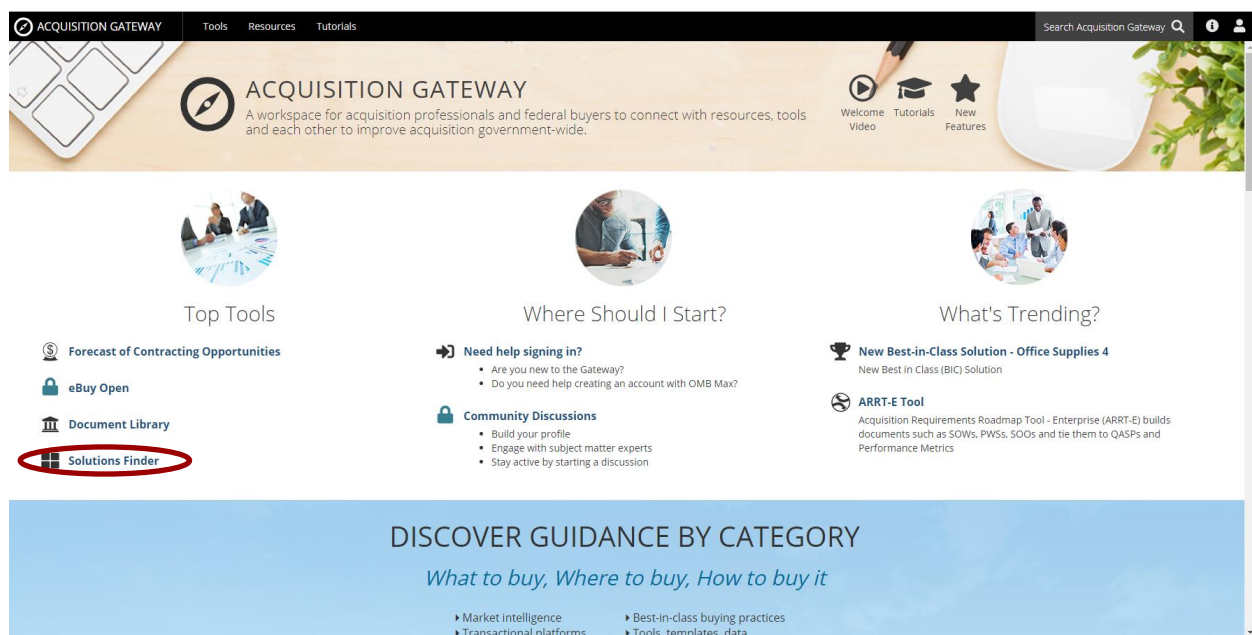 ACQUISITION GATEWAY
Tools
Resources
Tutorials
Search Acquisition Gateway
ACQUISITION GATEWAY
A workspace for acquisition professionals and federal buyers to connect with resources, tools
and each other to improve acquisition government-wide.
Welcome
Video
Tutorials
New
Features
Top Tools
Forecast of Contracting Opportunities
eBuy Open
Document Library
Solutions Finder
Where Should I Start?
Need help signing in?
Are you new to the Gateway?
Do you need help creating an account with OMB Max?
Community Discussions
Build your profile
Engage with subject matter experts
Stay active by starting a discussion
What's Trending?
New Best-in-Class Solution - Office Supplies 4
New Best in Class (BIC) Solution
ARRT-E Tool
Acquisition Requirements Roadmap Tool - Enterprise (ARRT-E) builds
documents such as SOWs, PWSs, SOOs and tie them to QASPs and
Performance Metrics
DISCOVER GUIDANCE BY CATEGORY
What to buy, Where to buy, How to buy it
Market intelligence
Transactional platforms
Best-in-class buying practices
Tools, templates, data